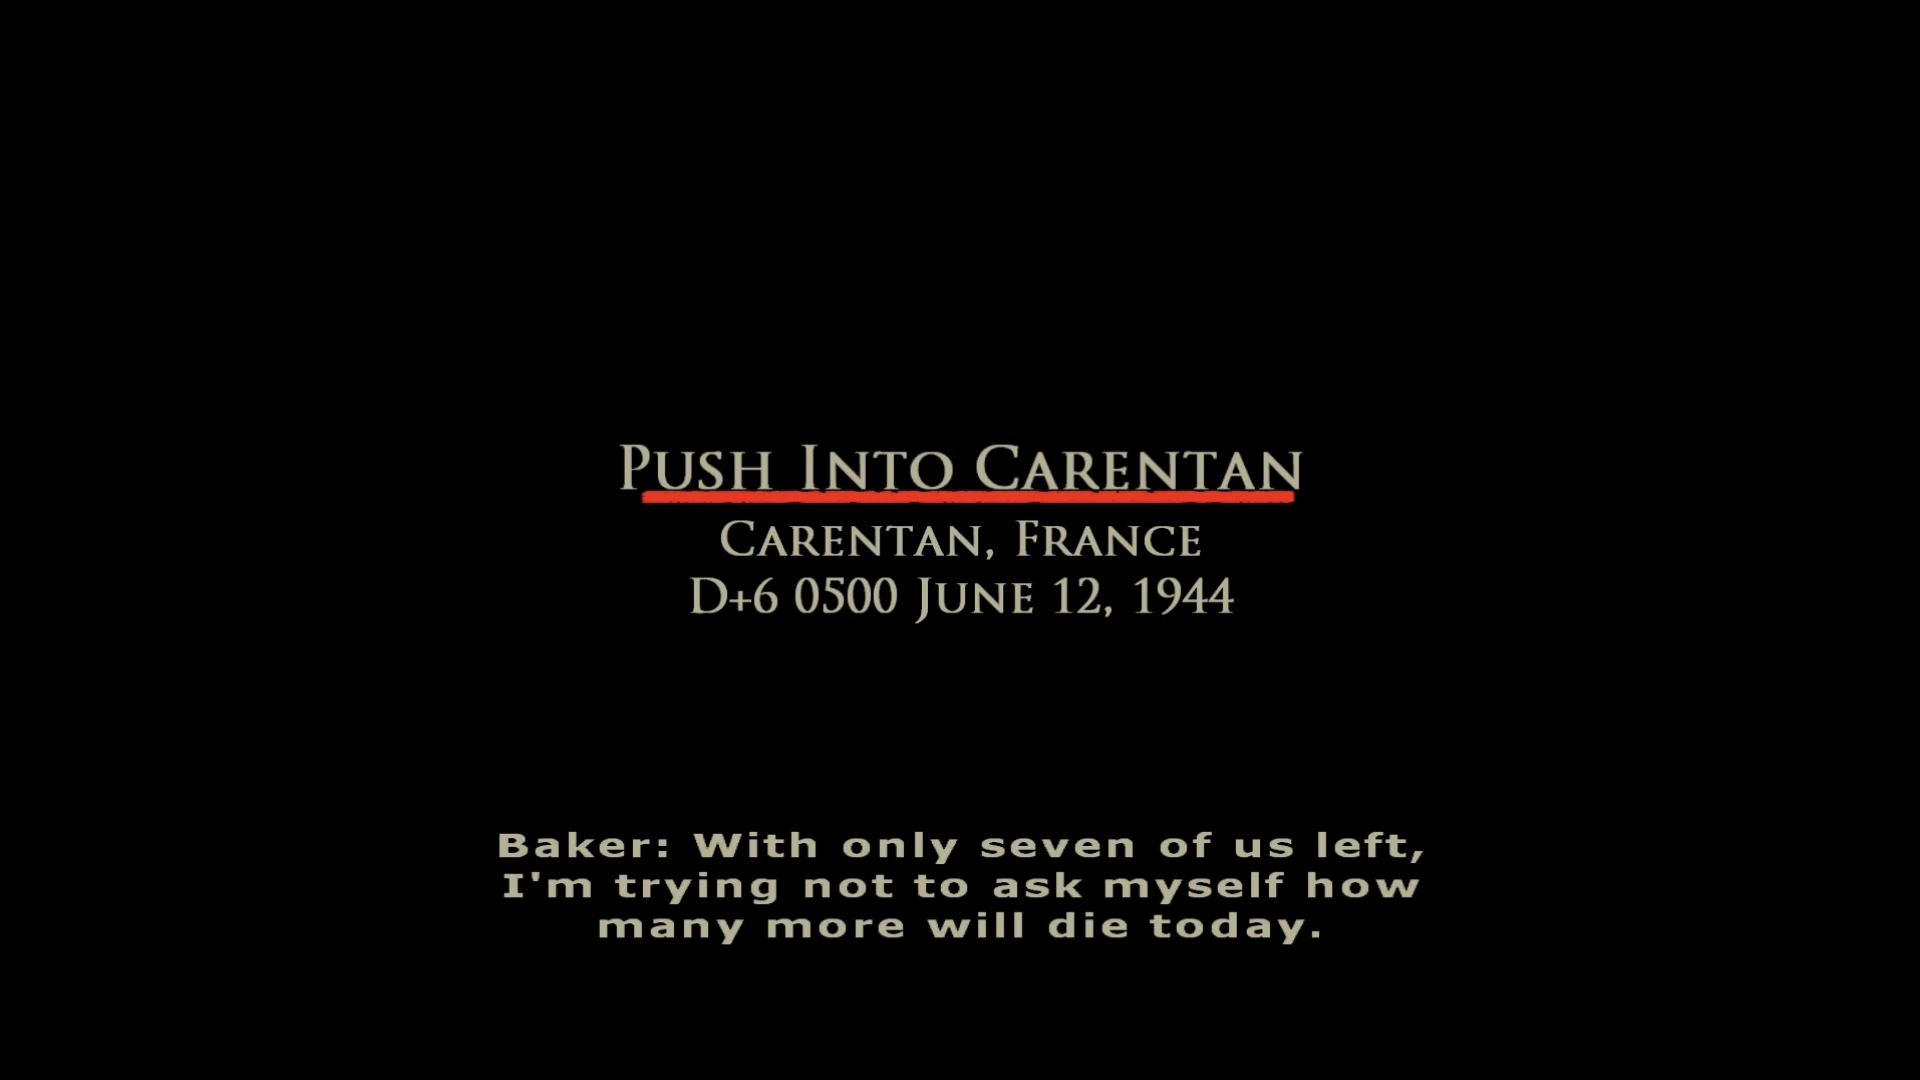 Push Into Carentan
Carentan, France
D+6 0500 June 12, 1944
Baker: With only seven of us left,
I'm trying not to ask myself how
many more will die today.